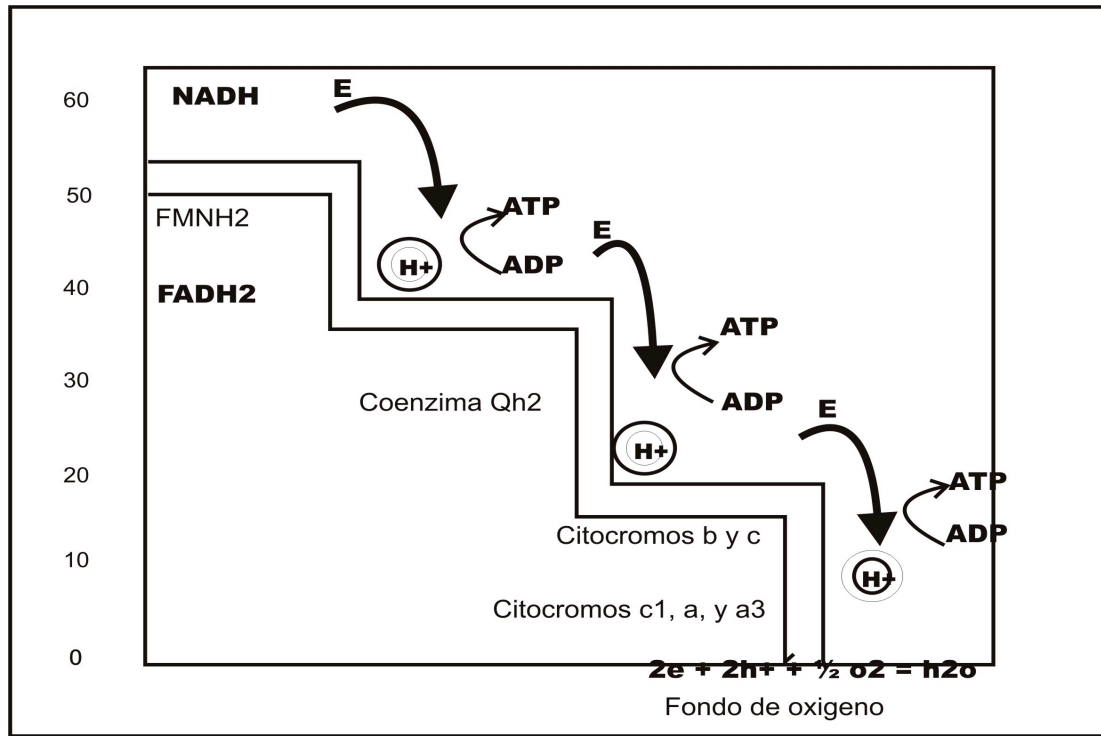 60
NADH
E
50
FMNH2
ATP
ADP
H+
E
40
FADH2
ATP
ADP
30
Coenzima Qh2
E
H+
20
ATP
ADP
Citocromos b y c
10
H+
Citocromos c1, a, y a3
0
2e + 2h+ + ½ o2 = h2o
Fondo de oxigeno